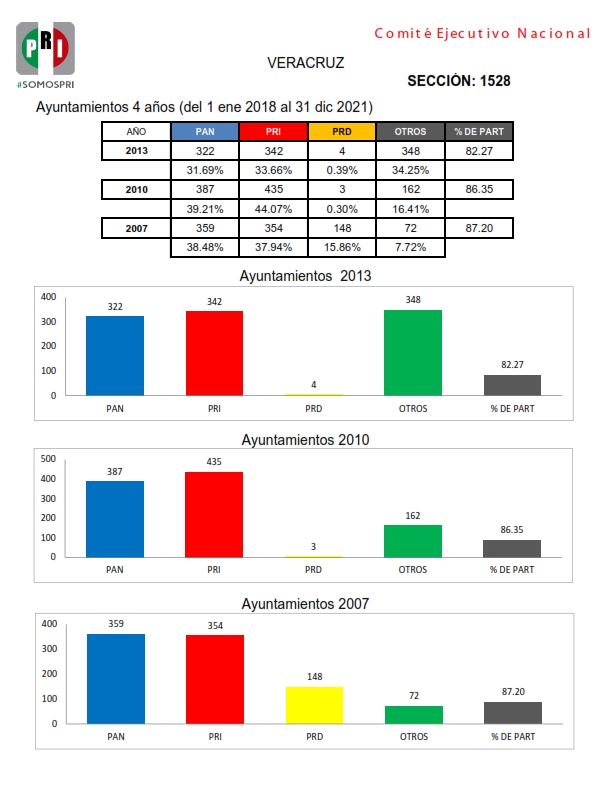 Comité Ejecutivo Nacional
PRI
#SOMOSPRI
VERACRUZ
SECCIÓN: 1528
Ayuntamientos 4 años (del 1 ene 2018 al 31 dic 2021)
AÑO PAN PRI PRD OTROS % DE PART
2013 322 342 4 348 82.27
31.69% 33.66% 0.39% 34.25%
2010 387 435 3 162 86.35
39.21% 44.07% 0.30% 16.41%
2007 359 354 148 72 87.20
38.48% 37.94% 15.86% 7.72%
Ayuntamientos 2013
400
300
200
100
0
322 342 4 348 82.27
PAN PRI PRD OTROS % DE PART
Ayuntamientos 2010
500
400
300
200
100
0
387 435 3 162 86.35
PAN PRI PRD OTROS % DE PART
Ayuntamientos 2007
400
300
200
100
0
359 354 148 72 87.20
PAN PRI PRD OTROS % DE PART